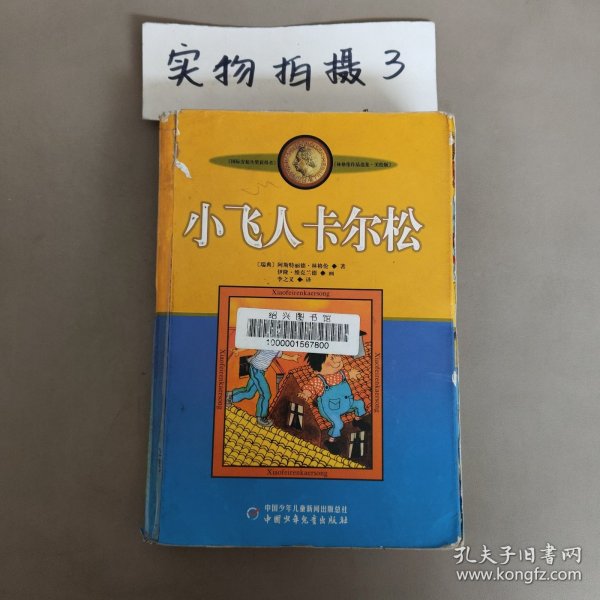 实物拍摄3
小飞人卡尔松
〔瑞典〕阿斯特丽德·林格伦◆著
伊隆·维克兰德◆画
李之义◆译
绍兴图书馆
1000001567800
Xiaofeirenkaersong
Xiaofeirenkaersong
Xiaofeirenkaersong
中国少年儿童新闻出版总社
中国少年儿童出版社
孔夫子旧书网
www.kongfz.com